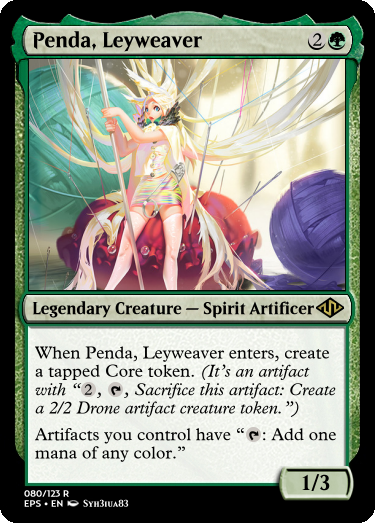 Penda, Leyweaver 2
Legendary Creature — Spirit Artificer
When Penda, Leyweaver enters, create
a tapped Core token. (It's an artifact
with “2, , Sacrifice this artifact: Create
a 2/2 Drone artifact creature token.”)
Artifacts you control have “ : Add one
mana of any color.”
1/3
080/123 R
EPS • EN Syh3iua83